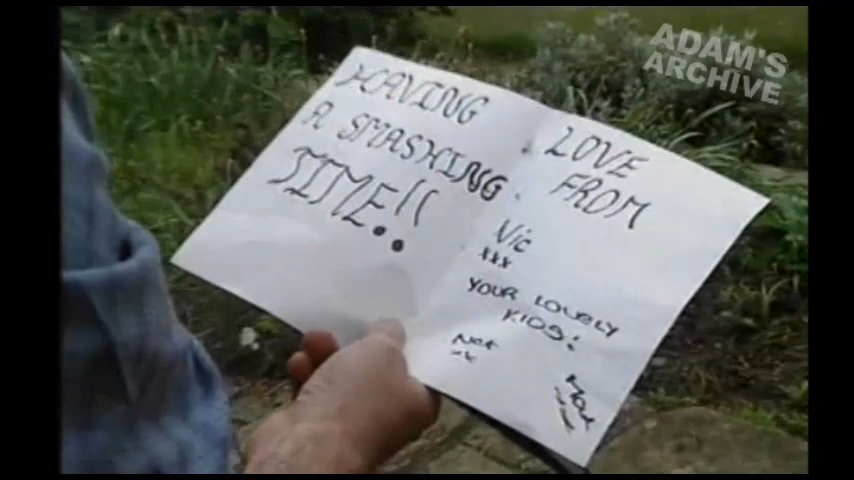 ADAM'S
ARCHIVE
HAVING
A SMASHING
TIME!!
LOVE
FROM
Vic
xxx
YOUR LOVELY
KIDS: